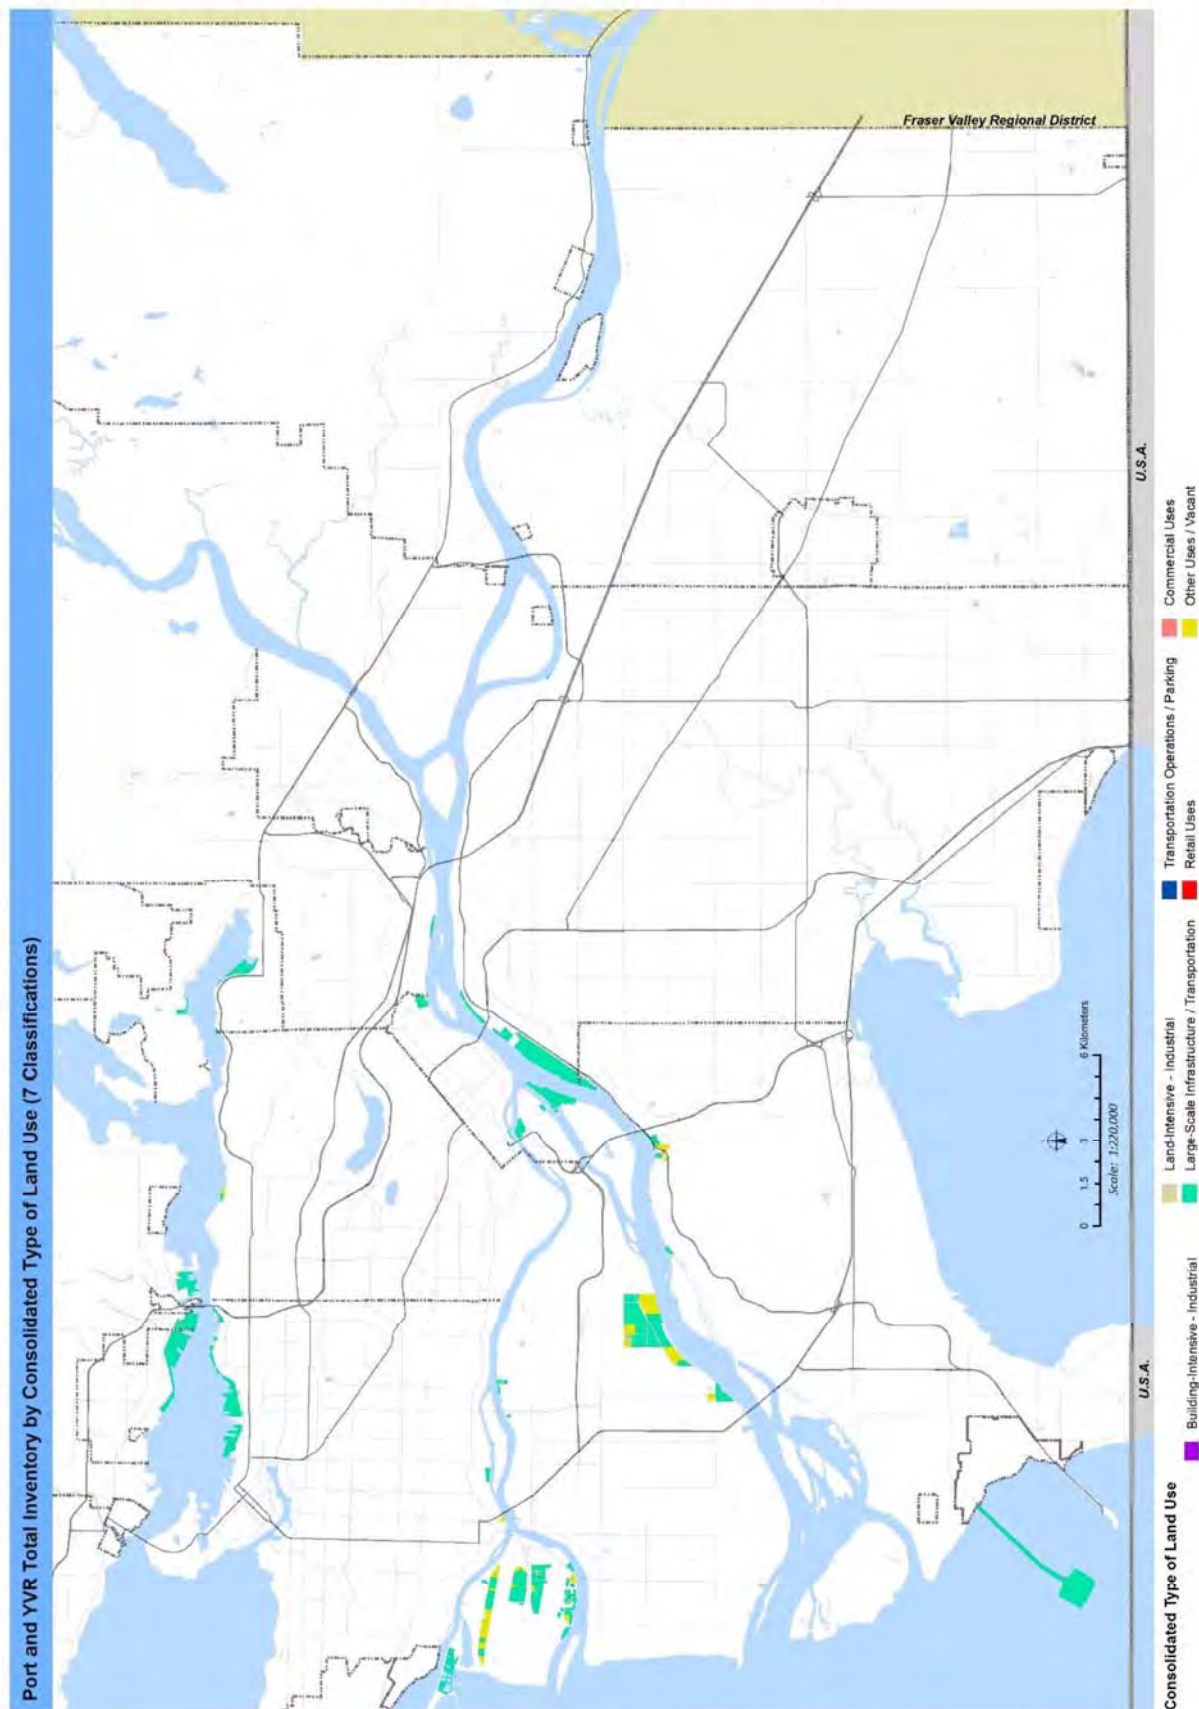 Port and YVR Total Inventory by Consolidated Type of Land Use (7 Classifications)
Fraser Valley Regional District
0 1.5 3 6 Kilometers
Scale: 1:220,000
U.S.A.
U.S.A.
Consolidated Type of Land Use
Building-Intensive - Industrial
Land-Intensive - Industrial
Large-Scale Infrastructure / Transportation
Transportation Operations / Parking
Retail Uses
Commercial Uses
Other Uses / Vacant